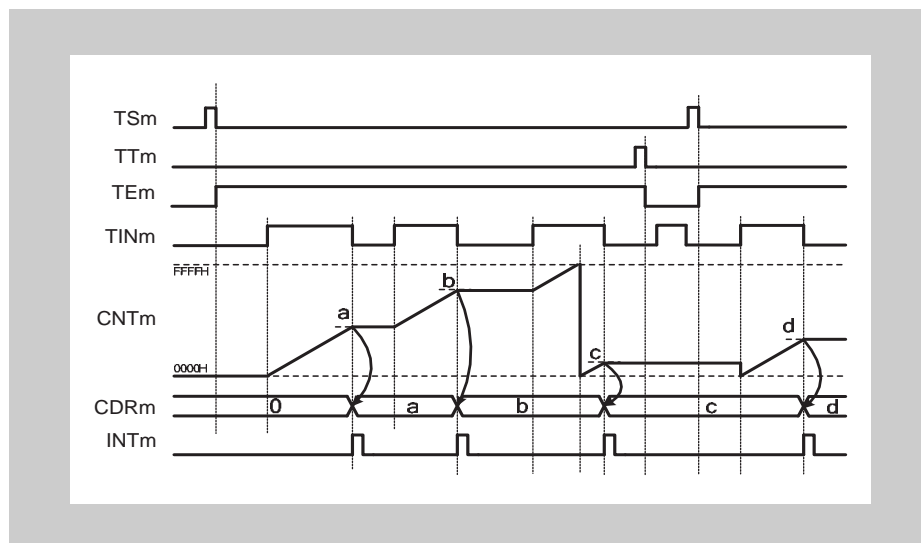 TSm
TTm
TEm
TINm
FFFFH
b
a
d
CNTm
c
0000H
CDRm 0 a b c d
INTm